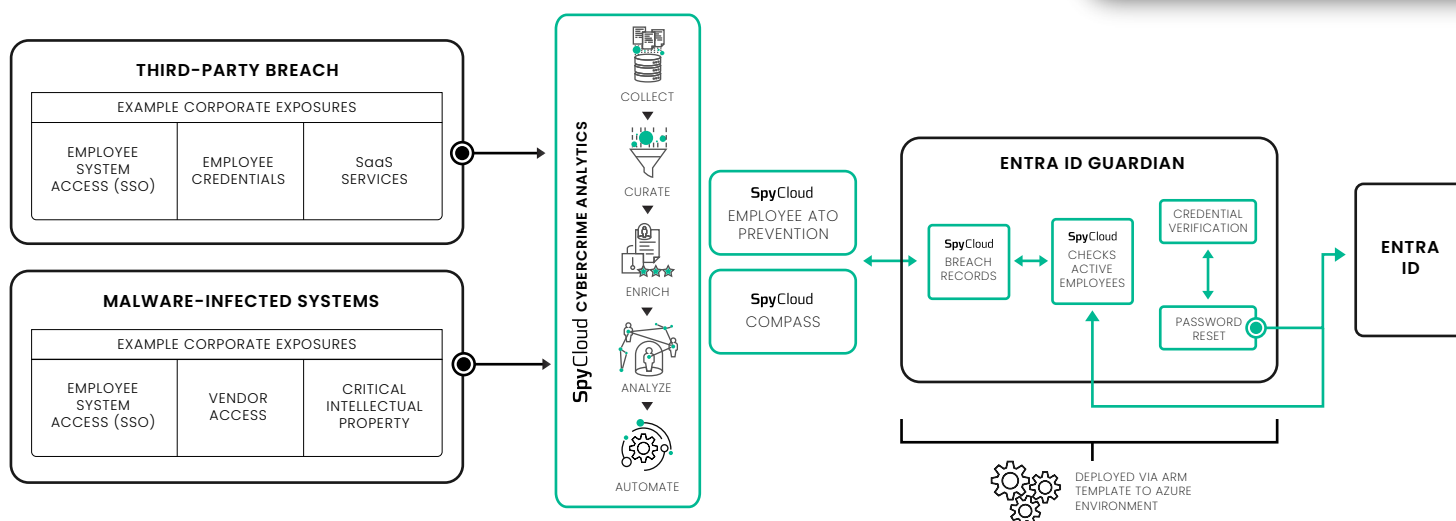 THIRD-PARTY BREACH
EXAMPLE CORPORATE EXPOSURES
EMPLOYEE
SYSTEM
ACCESS (SSO)
EMPLOYEE
CREDENTIALS
SaaS
SERVICES
MALWARE-INFECTED SYSTEMS
EXAMPLE CORPORATE EXPOSURES
EMPLOYEE
SYSTEM
ACCESS (SSO)
VENDOR
ACCESS
CRITICAL
INTELLECTUAL
PROPERTY
SpyCloud CYBERCRIME ANALYTICS
COLLECT
CURATE
ENRICH
ANALYZE
AUTOMATE
SpyCloud
EMPLOYEE ATO
PREVENTION
SpyCloud
COMPASS
ENTRA ID GUARDIAN
SpyCloud
BREACH
RECORDS
SpyCloud
CHECKS
ACTIVE
EMPLOYEES
CREDENTIAL
VERIFICATION
PASSWORD
RESET
ENTRA
ID
DEPLOYED VIA ARM
TEMPLATE TO AZURE
ENVIRONMENT